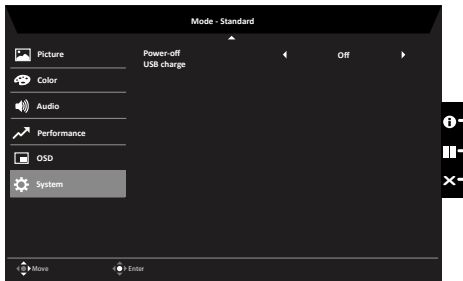 Mode - Standard
Picture
Power-off
USB charge
Off
Color
Audio
Performance
OSD
System
Move
Enter